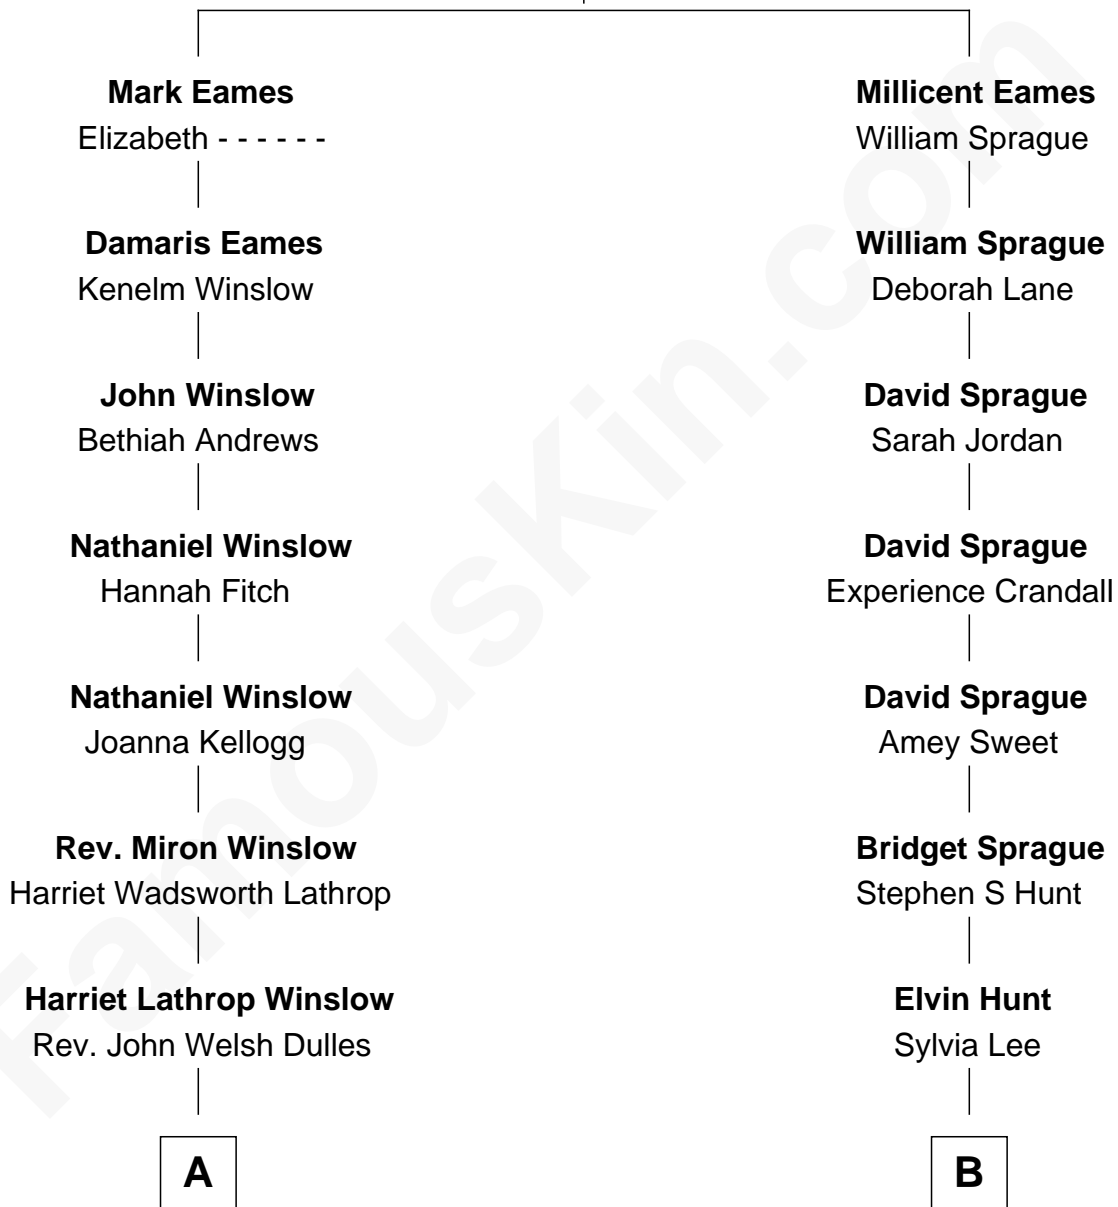 Mark Eames
Elizabeth - - - - - -
Damaris Eames
Kenelm Winslow
John Winslow
Bethiah Andrews
Nathaniel Winslow
Hannah Fitch
Nathaniel Winslow
Joanna Kellogg
Rev. Miron Winslow
Harriet Wadsworth Lathrop
Harriet Lathrop Winslow
Rev. John Welsh Dulles
A
Millicent Eames
William Sprague
William Sprague
Deborah Lane
David Sprague
Sarah Jordan
David Sprague
Experience Crandall
David Sprague
Amey Sweet
Bridget Sprague
Stephen S Hunt
Elvin Hunt
Sylvia Lee
B
FamousKin.com